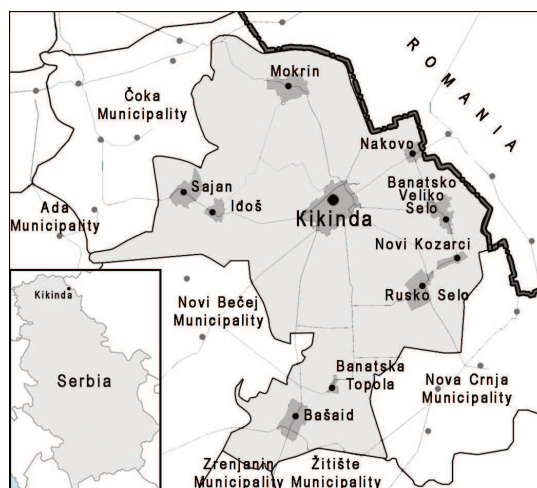 Mokrin
ROMANIA
Čoka
Municipality
Nakovo
Sajan
Banatsko
Veliko
Selo
Idoš
Ada
Municipality
Kikinda
Novi Kozarci
Kikinda
Novi Bečej
Municipality
Rusko Selo
Serbia
Banatska
Topola
Nova Crnja
Municipality
Bašaid
Zrenjanin
Municipality
Žitište
Municipality